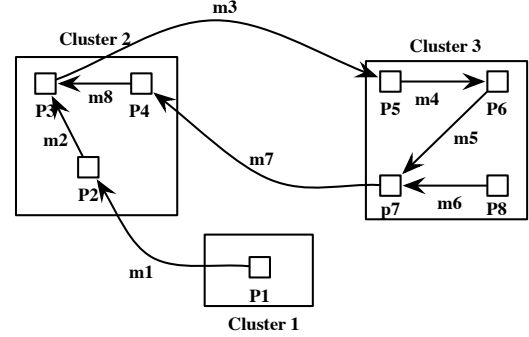 m3
Cluster 2
Cluster 3
P3
m8
P4
P5
m4
P6
m2
m5
m7
P2
p7
m6
P8
m1
P1
Cluster 1